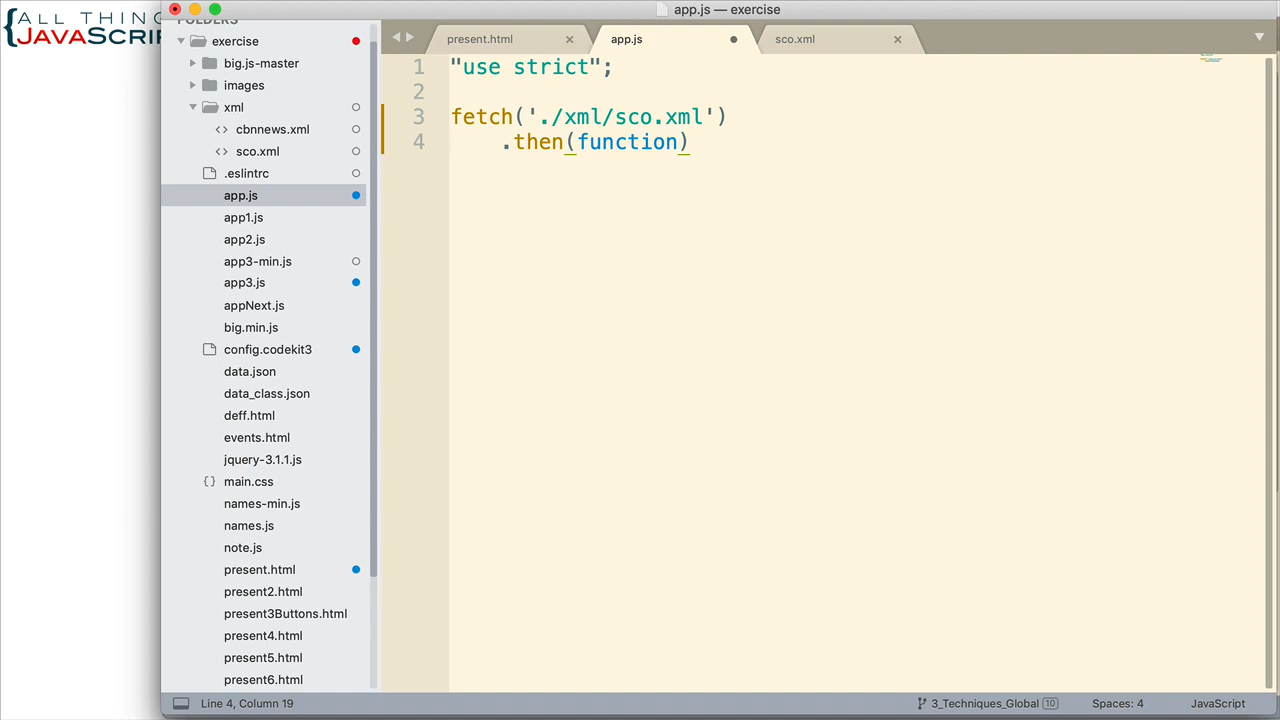 {ALL THIN
JAVASCRI
app.js — exercise
FOLDERS
exercise
big.js-master
images
xml
cbnnews.xml
sco.xml
.eslintrc
app.js
app1.js
app2.js
app3-min.js
app3.js
appNext.js
big.min.js
config.codekit3
data.json
data_class.json
deff.html
events.html
jquery-3.1.1.js
main.css
names-min.js
names.js
note.js
present.html
present2.html
present3Buttons.html
present4.html
present5.html
present6.html
present.html
app.js
sco.xml
1 "use strict";
2
3 fetch('./xml/sco.xml')
4 .then(function)
Line 4, Column 19
3_Techniques_Global 10
Spaces: 4
JavaScript